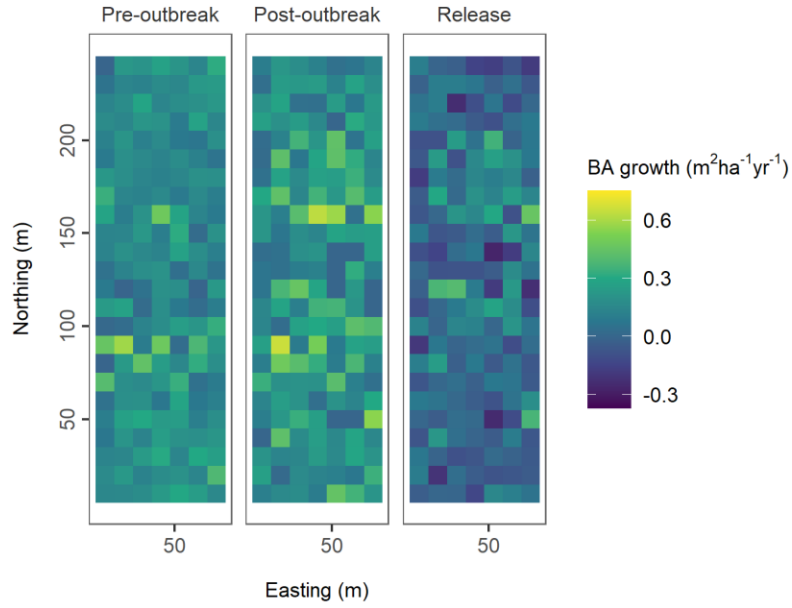 Pre-outbreak Post-outbreak Release
Northing (m)
200
150
100
50
50 50 50
Easting (m)
BA growth (m²ha⁻¹yr⁻¹)
0.6
0.3
0.0
-0.3